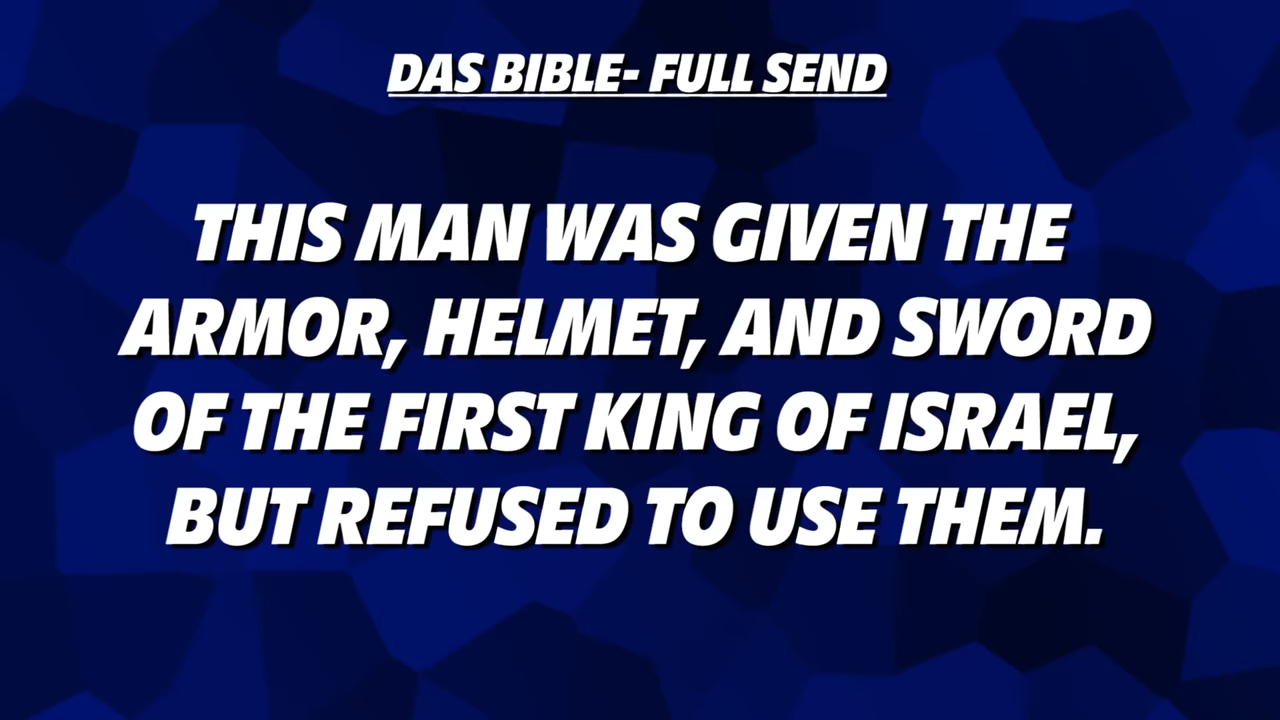 DAS BIBLE- FULL SEND
THIS MAN WAS GIVEN THE
ARMOR, HELMET, AND SWORD
OF THE FIRST KING OF ISRAEL,
BUT REFUSED TO USE THEM.